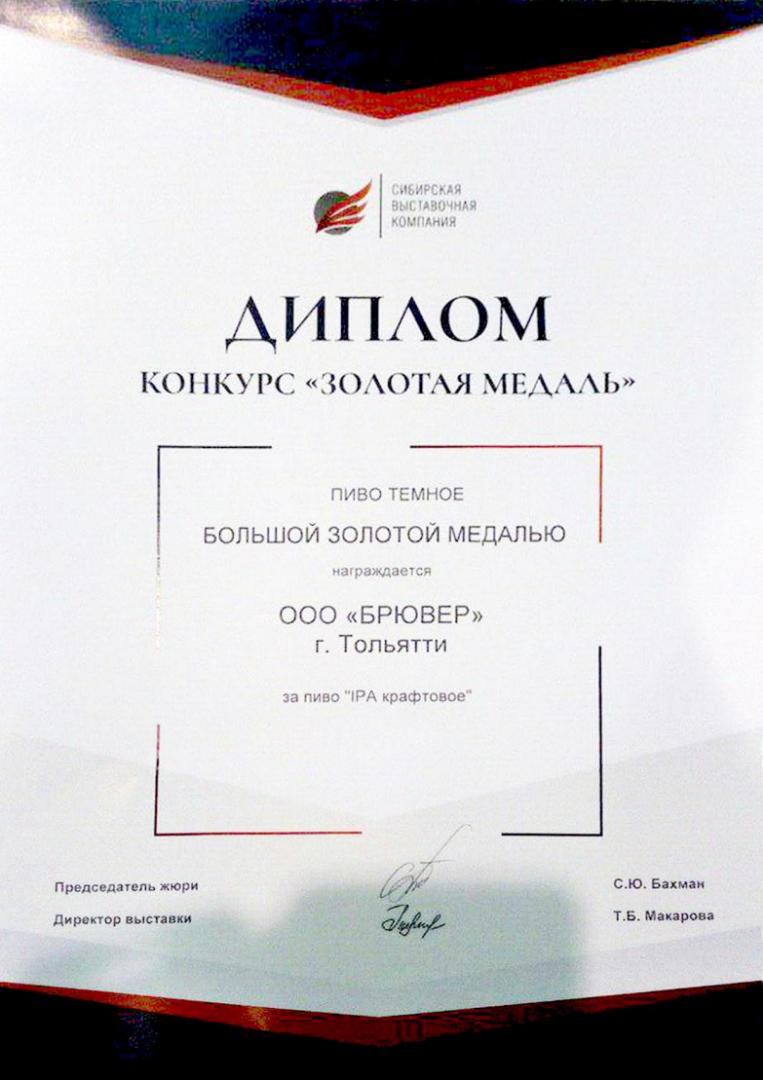 СИБИРСКАЯ
ВЫСТАВОЧНАЯ
КОМПАНИЯ
ДИПЛОМ
КОНКУРС «ЗОЛОТАЯ МЕДАЛЬ»
ПИВО ТЕМНОЕ
БОЛЬШОЙ ЗОЛОТОЙ МЕДАЛЬЮ
награждается
ООО «БРЮВЕР»
г. Тольятти
за пиво "IPA крафтовое"
Председатель жюри С.Ю. Бахман
Директор выставки Т.Б. Макарова